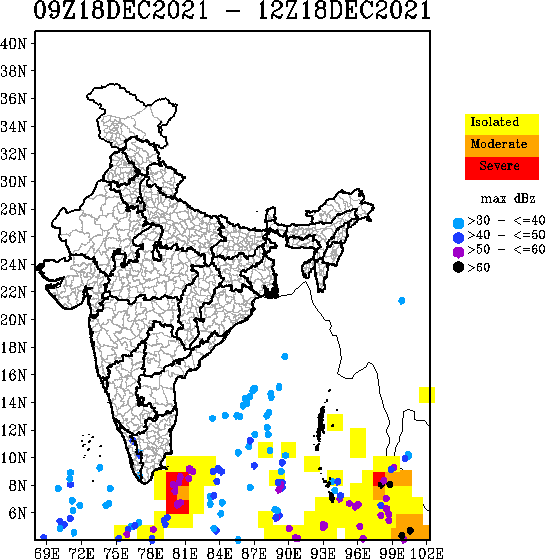 09Z18DEC2021 - 12Z18DEC2021
40N
38N
36N
34N
32N
30N
28N
26N
24N
22N
20N
18N
16N
14N
12N
10N
8N
6N
69E 72E 75E 78E 81E 84E 87E 90E 93E 96E 99E 102E
Isolated
Moderate
Severe
max dBz
>30 - <=40
>40 - <=50
>50 - <=60
>60